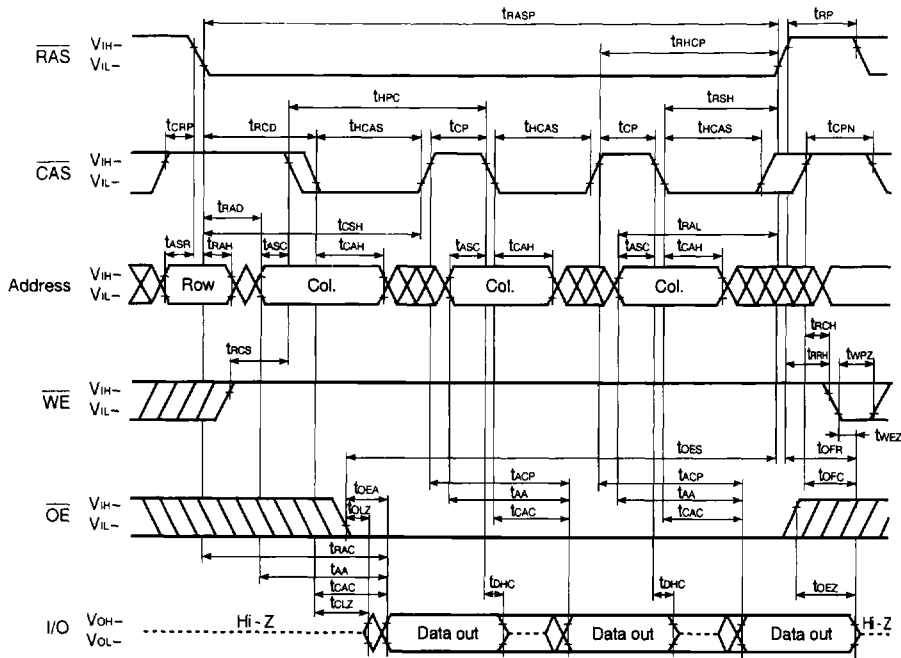 tRASP tRP
RAS VIH– VIL– tRHCP
tHPC tRSH
tCRP tRCD tHCAS tCP tHCAS tCP tHCAS tCPN
CAS VIH– VIL–
tRAD tCSH tRAL
tASR tRAH tASC tCAH tASC tCAH tASC tCAH
Address VIH– VIL– Row Col. Col. Col.
tRCH
tRCS tRRH tWPZ
WE VIH– VIL–
tWEZ
tOES tOFR
tACP tACP tOFC
tOEA tAA tAA
OE VIH– VIL– tOLZ tCAC tCAC
tRAC
tAA
tCAC tDHC tDHC tOEZ
tCLZ
I/O VOH– VOL– Hi - Z Data out Data out Data out Hi-Z